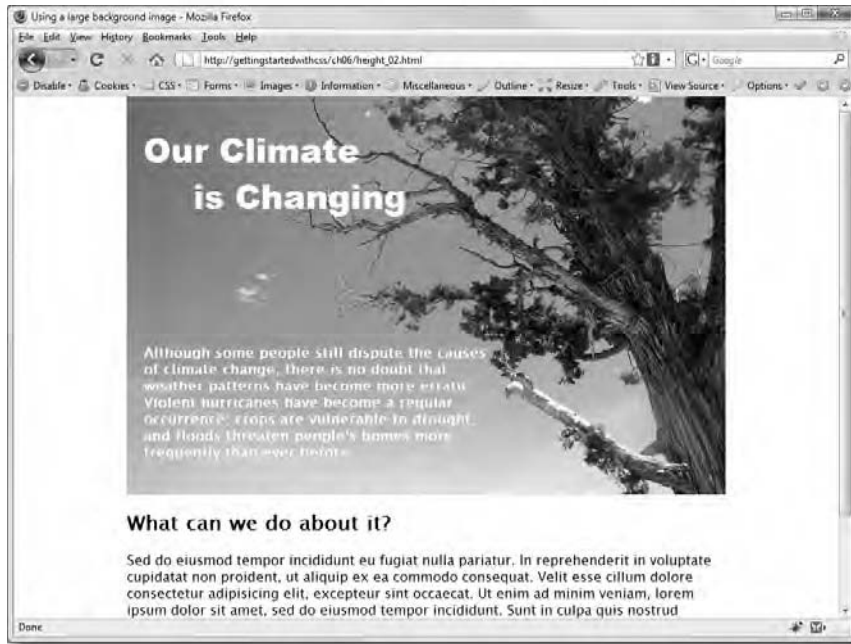 Using a large background image - Mozilla Firefox
File Edit View History Bookmarks Tools Help
http://gettingstartedwithcss/ch06/height_02.html
Google
Disable Cookies CSS Forms Images Information Miscellaneous Outline Resize Tools View Source Options
Our Climate
is Changing
Although some people still dispute the causes
of climate change, there is no doubt that
weather patterns have become more erratic.
Violent hurricanes have become a regular
occurrence; crops are vulnerable to drought,
and floods threaten people's homes more
frequently than ever before.
What can we do about it?
Sed do eiusmod tempor incididunt eu fugiat nulla pariatur. In reprehenderit in voluptate
cupidatat non proident, ut aliquip ex ea commodo consequat. Velit esse cillum dolore
consectetur adipisicing elit, excepteur sint occaecat. Ut enim ad minim veniam, lorem
ipsum dolor sit amet, sed do eiusmod tempor incididunt. Sunt in culpa quis nostrud
Done